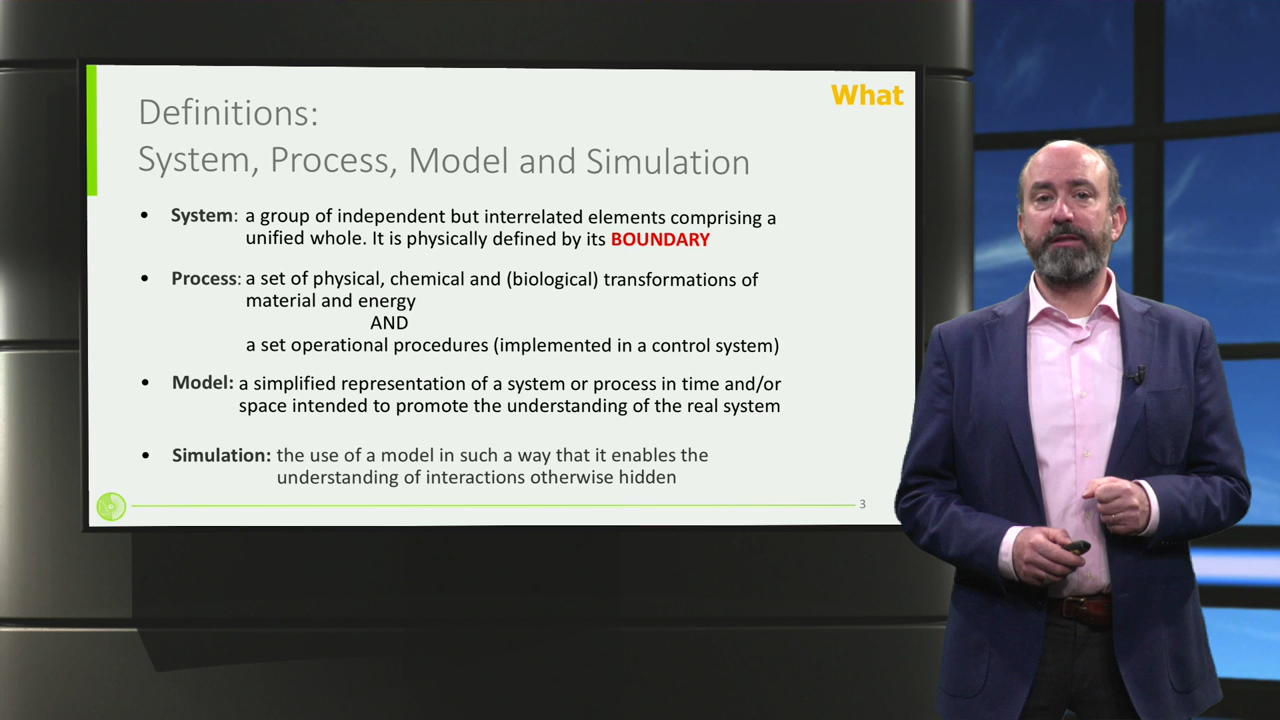 What
Definitions:
System, Process, Model and Simulation
• System: a group of independent but interrelated elements comprising a
unified whole. It is physically defined by its BOUNDARY
• Process: a set of physical, chemical and (biological) transformations of
material and energy
AND
a set operational procedures (implemented in a control system)
• Model: a simplified representation of a system or process in time and/or
space intended to promote the understanding of the real system
• Simulation: the use of a model in such a way that it enables the
understanding of interactions otherwise hidden
3